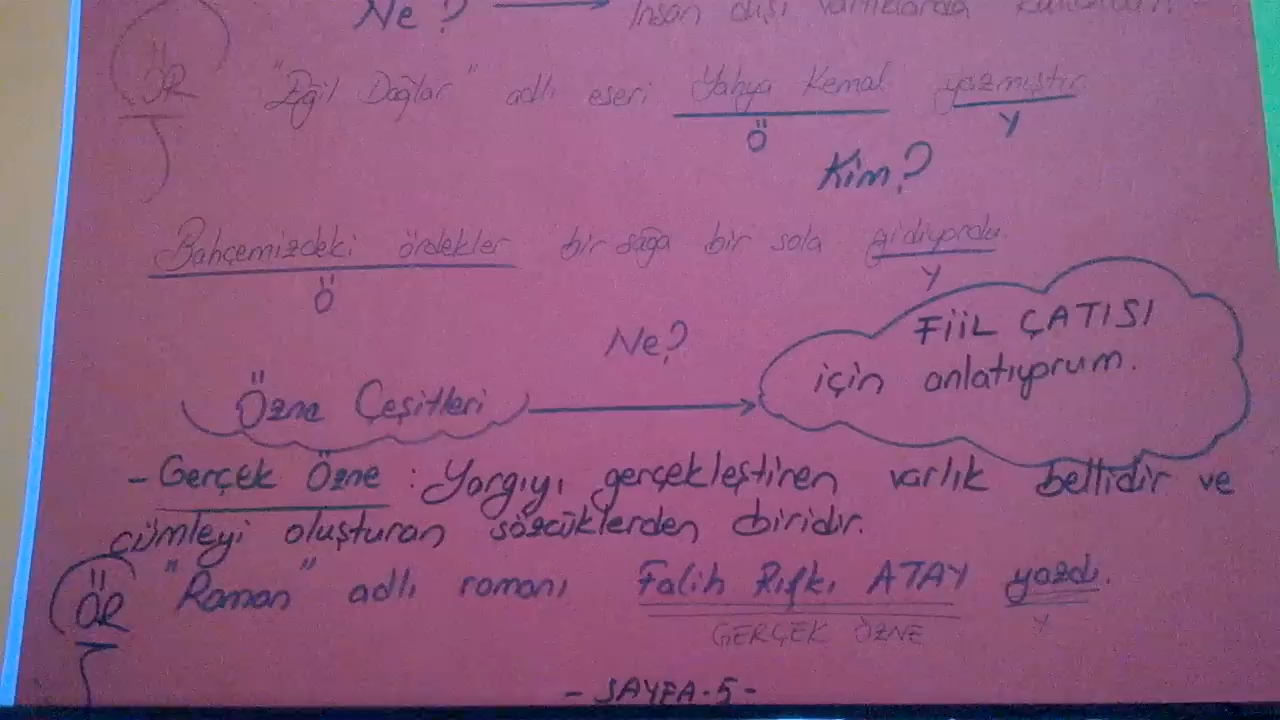 Ne? İnsan dışı varlıklarda
ÖR "Eğil Dağlar" adlı eseri Yahya Kemal yazmıştır.
Ö Y
Kim?
Bahçemizdeki ördekler bir sağa bir sola gidiyordu.
Ö Y
Ne?
Özne Çeşitleri
FİİL ÇATISI
için anlatıyorum.
- Gerçek Özne : Yargıyı gerçekleştiren varlık bellidir ve
cümleyi oluşturan sözcüklerden biridir.
ÖR "Roman" adlı romanı Falih Rıfkı ATAY yazdı.
GERÇEK ÖZNE Y
- SAYFA-5-